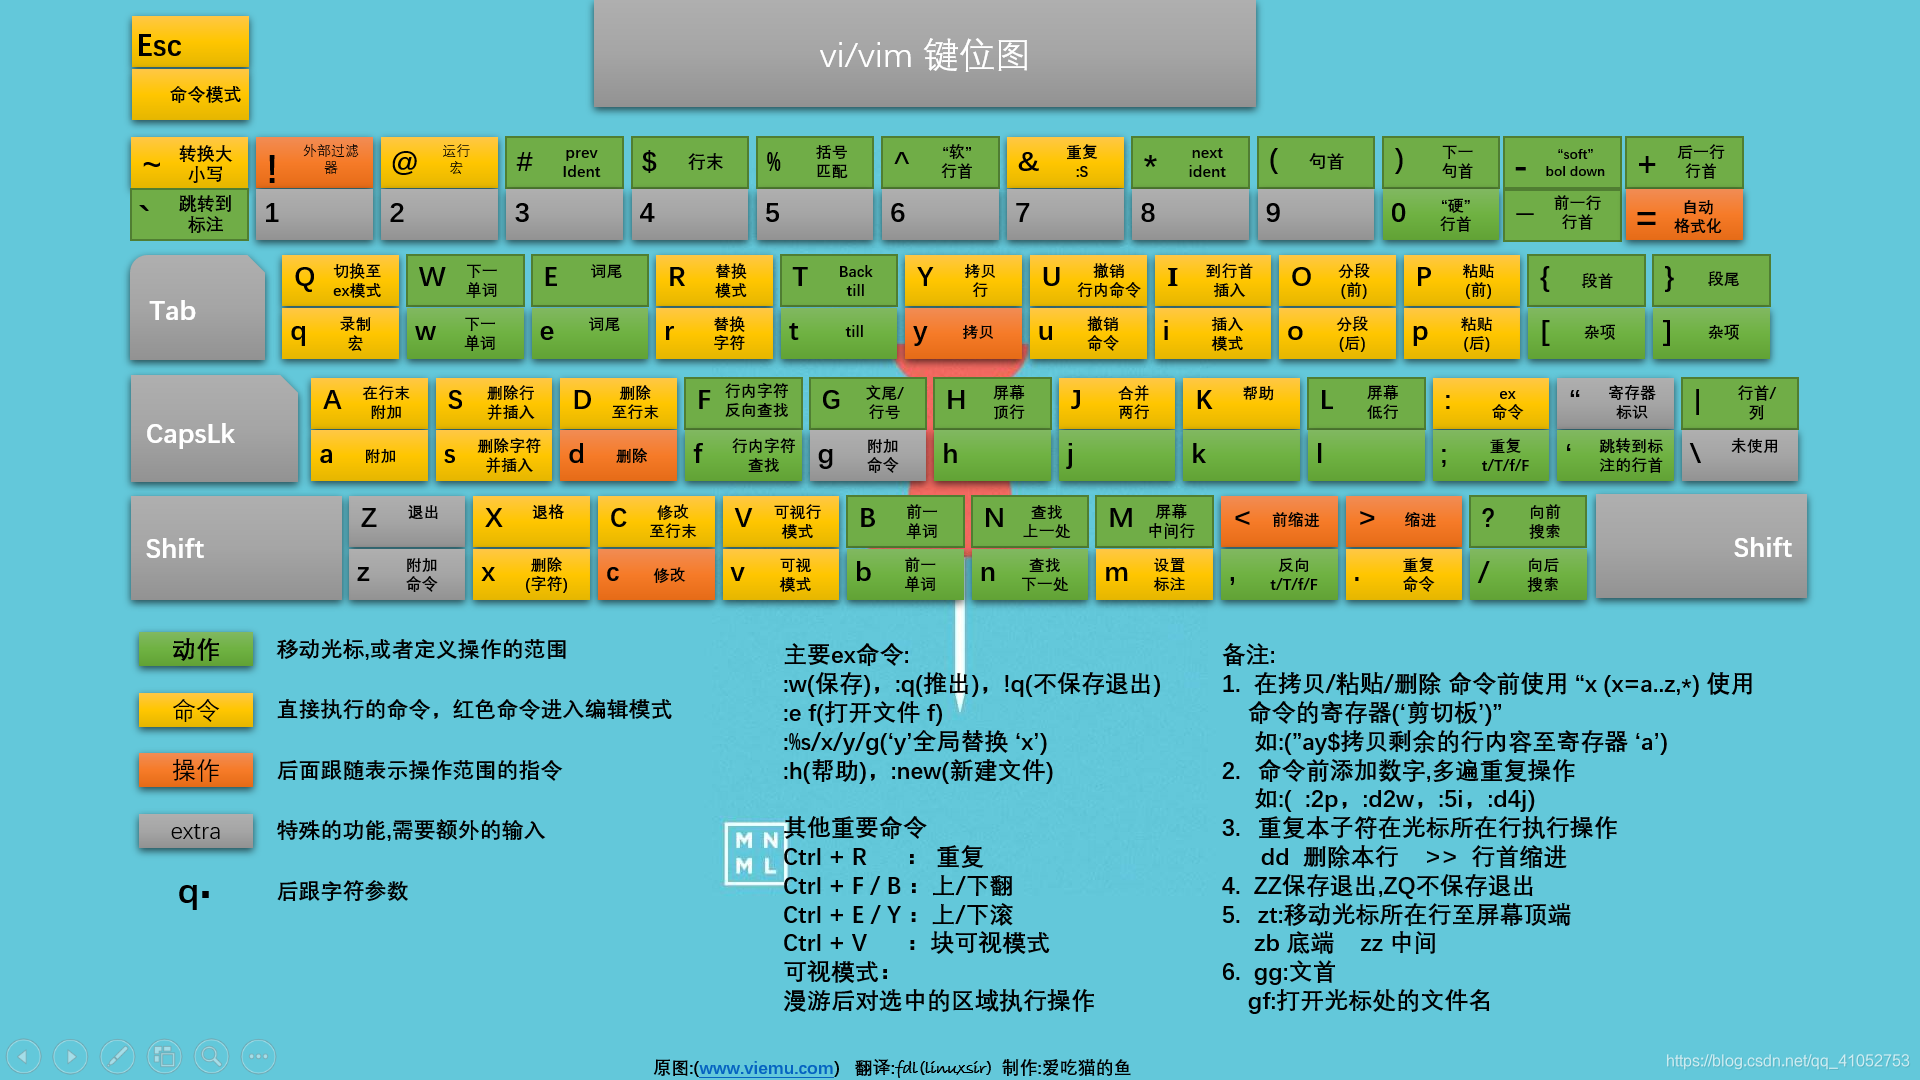 vi/vim 键位图
Esc
命令模式
~ 转换大
小写
! 外部过滤
器
@ 运行
宏
# prev
Ident
$ 行末
% 括号
匹配
^ “软”
行首
& 重复
:S
* next
ident
( 句首
) 下一
句首
- “soft”
bol down
+ 后一行
行首
` 跳转到
标注
1
2
3
4
5
6
7
8
9
0 “硬”
行首
— 前一行
行首
= 自动
格式化
Tab
Q 切换至
ex模式
W 下一
单词
E 词尾
R 替换
模式
T Back
till
Y 拷贝
行
U 撤销
行内命令
I 到行首
插入
O 分段
(前)
P 粘贴
(前)
{ 段首
} 段尾
q 录制
宏
w 下一
单词
e 词尾
r 替换
字符
t till
y 拷贝
u 撤销
命令
i 插入
模式
o 分段
(后)
p 粘贴
(后)
[ 杂项
] 杂项
CapsLk
A 在行末
附加
S 删除行
并插入
D 删除
至行末
F 行内字符
反向查找
G 文尾/
行号
H 屏幕
顶行
J 合并
两行
K 帮助
L 屏幕
低行
: ex
命令
“ 寄存器
标识
| 行首/
列
a 附加
s 删除字符
并插入
d 删除
f 行内字符
查找
g 附加
命令
h
j
k
l
; 重复
t/T/f/F
‘ 跳转到标
注的行首
\ 未使用
Shift
Z 退出
X 退格
C 修改
至行末
V 可视行
模式
B 前一
单词
N 查找
上一处
M 屏幕
中间行
< 前缩进
> 缩进
? 向前
搜索
Shift
z 附加
命令
x 删除
(字符)
c 修改
v 可视
模式
b 前一
单词
n 查找
下一处
m 设置
标注
, 反向
t/T/f/F
. 重复
命令
/ 向后
搜索
动作 移动光标,或者定义操作的范围
命令 直接执行的命令，红色命令进入编辑模式
操作 后面跟随表示操作范围的指令
extra 特殊的功能,需要额外的输入
q· 后跟字符参数
主要ex命令:
:w(保存)，:q(推出)，!q(不保存退出)
:e f(打开文件 f)
:%s/x/y/g(‘y’全局替换 ‘x’)
:h(帮助)，:new(新建文件)
其他重要命令
Ctrl + R ： 重复
Ctrl + F / B ：上/下翻
Ctrl + E / Y ：上/下滚
Ctrl + V ：块可视模式
可视模式：
漫游后对选中的区域执行操作
MN
ML
备注:
1. 在拷贝/粘贴/删除 命令前使用 “x (x=a..z,*) 使用
命令的寄存器(‘剪切板’)”
如:(”ay$拷贝剩余的行内容至寄存器 ‘a’)
2. 命令前添加数字,多遍重复操作
如:( :2p，:d2w，:5i，:d4j)
3. 重复本子符在光标所在行执行操作
dd 删除本行 >> 行首缩进
4. ZZ保存退出,ZQ不保存退出
5. zt:移动光标所在行至屏幕顶端
zb 底端 zz 中间
6. gg:文首
gf:打开光标处的文件名
原图:(www.viemu.com) 翻译:fdl(linuxsir) 制作:爱吃猫的鱼
https://blog.csdn.net/qq_41052753